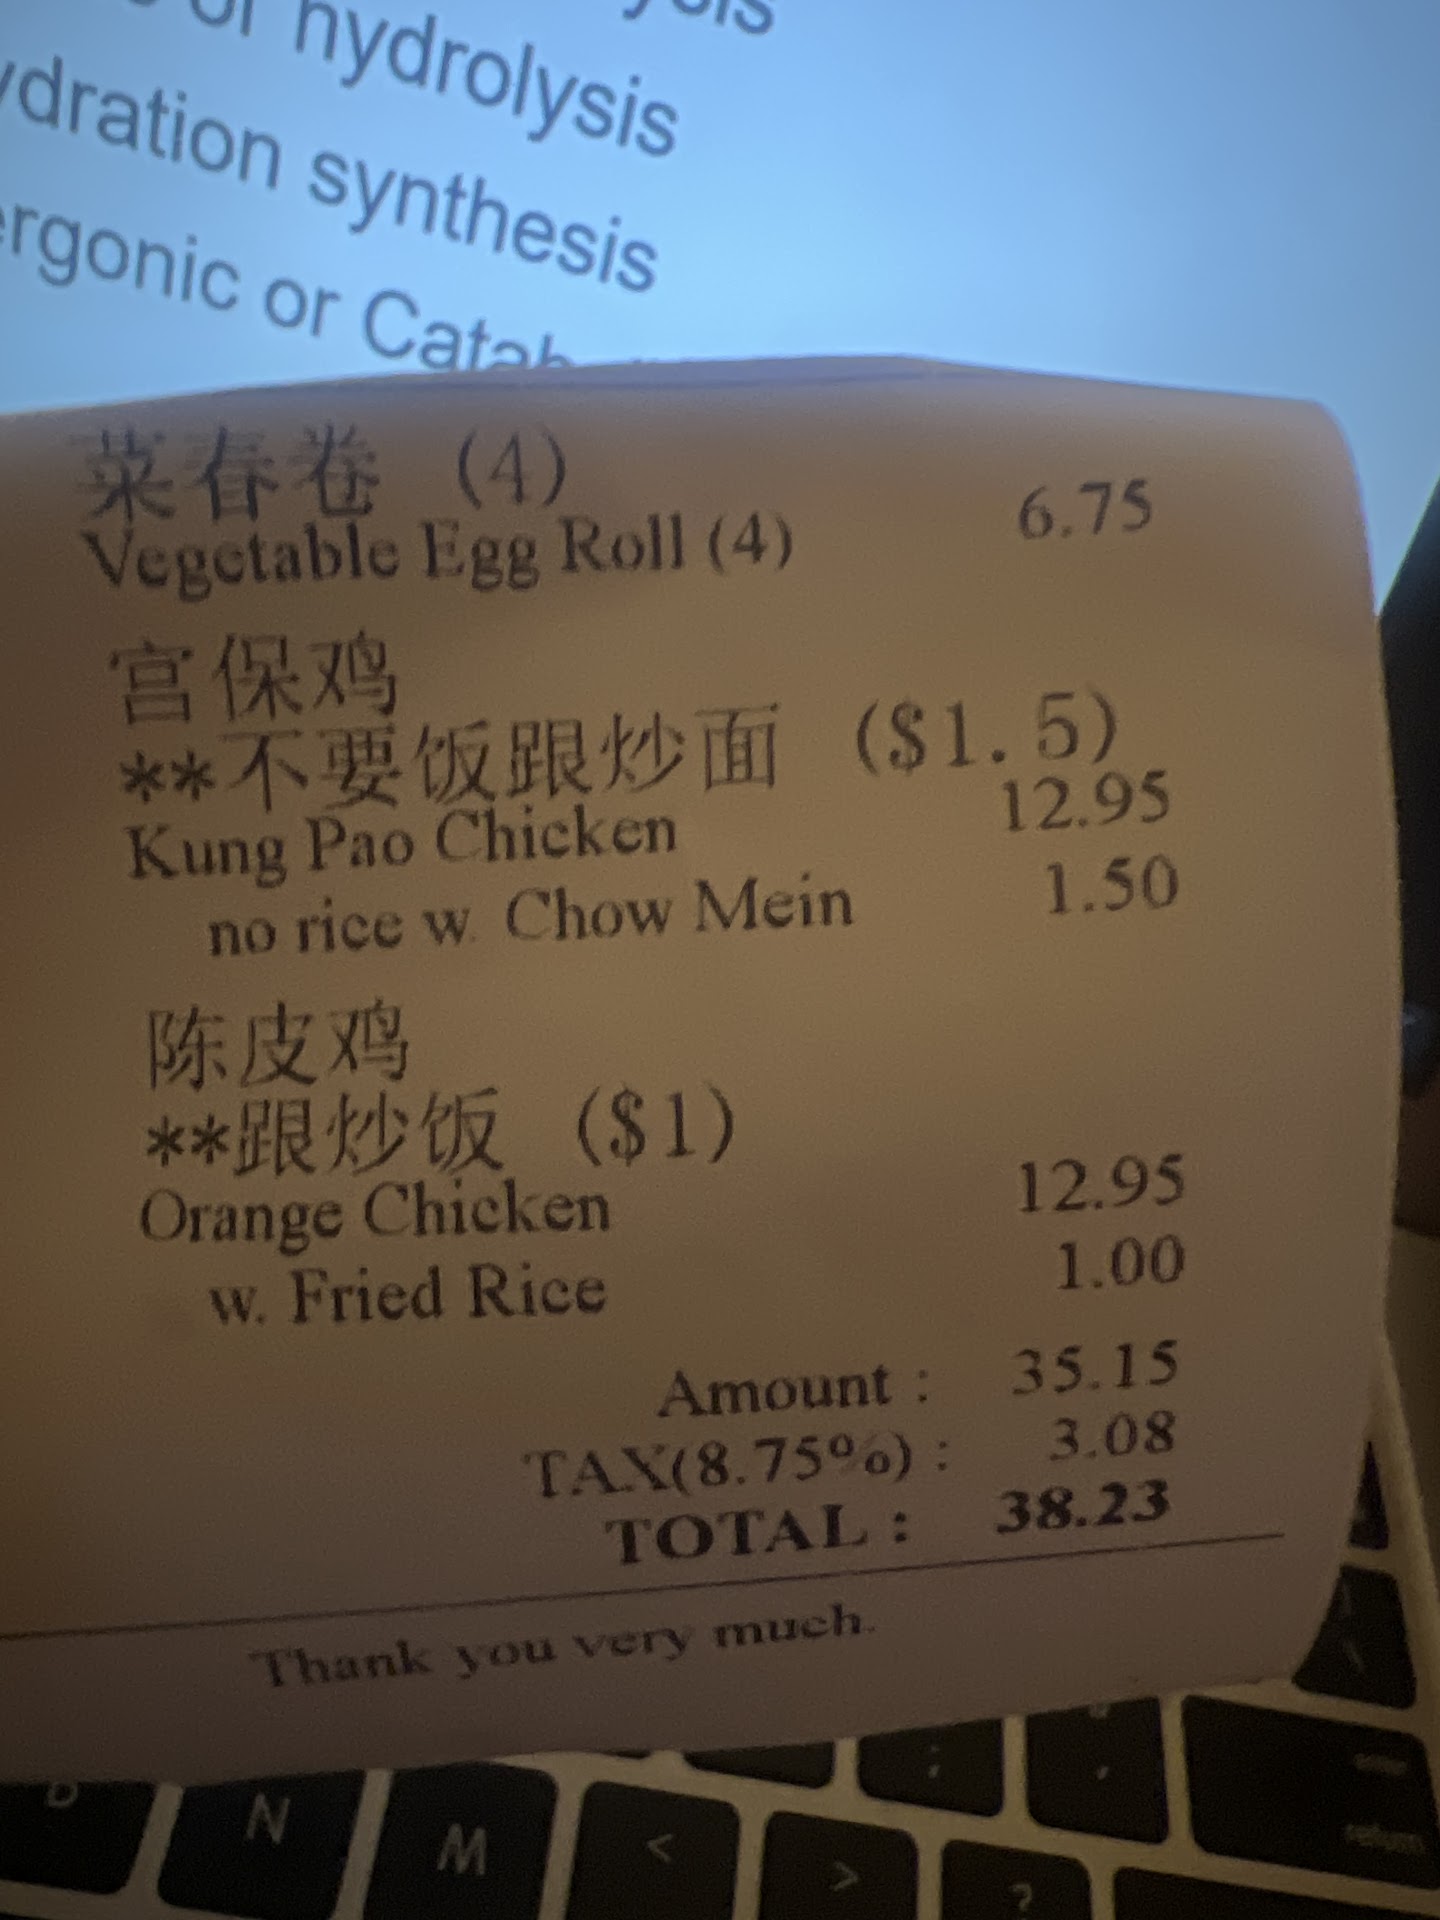 of hydrolysis
synthesis
or
菜春卷 (4)
Vegetable Egg Roll (4) 6.75
宫保鸡
**不要饭跟炒面 ($1.5)
Kung Pao Chicken 12.95
no rice w. Chow Mein 1.50
陈皮鸡
**跟炒饭 ($1)
Orange Chicken 12.95
w. Fried Rice 1.00
Amount : 35.15
TAX(8.75%) : 3.08
TOTAL : 38.23
Thank you very much.
; '
return
N M < > ?